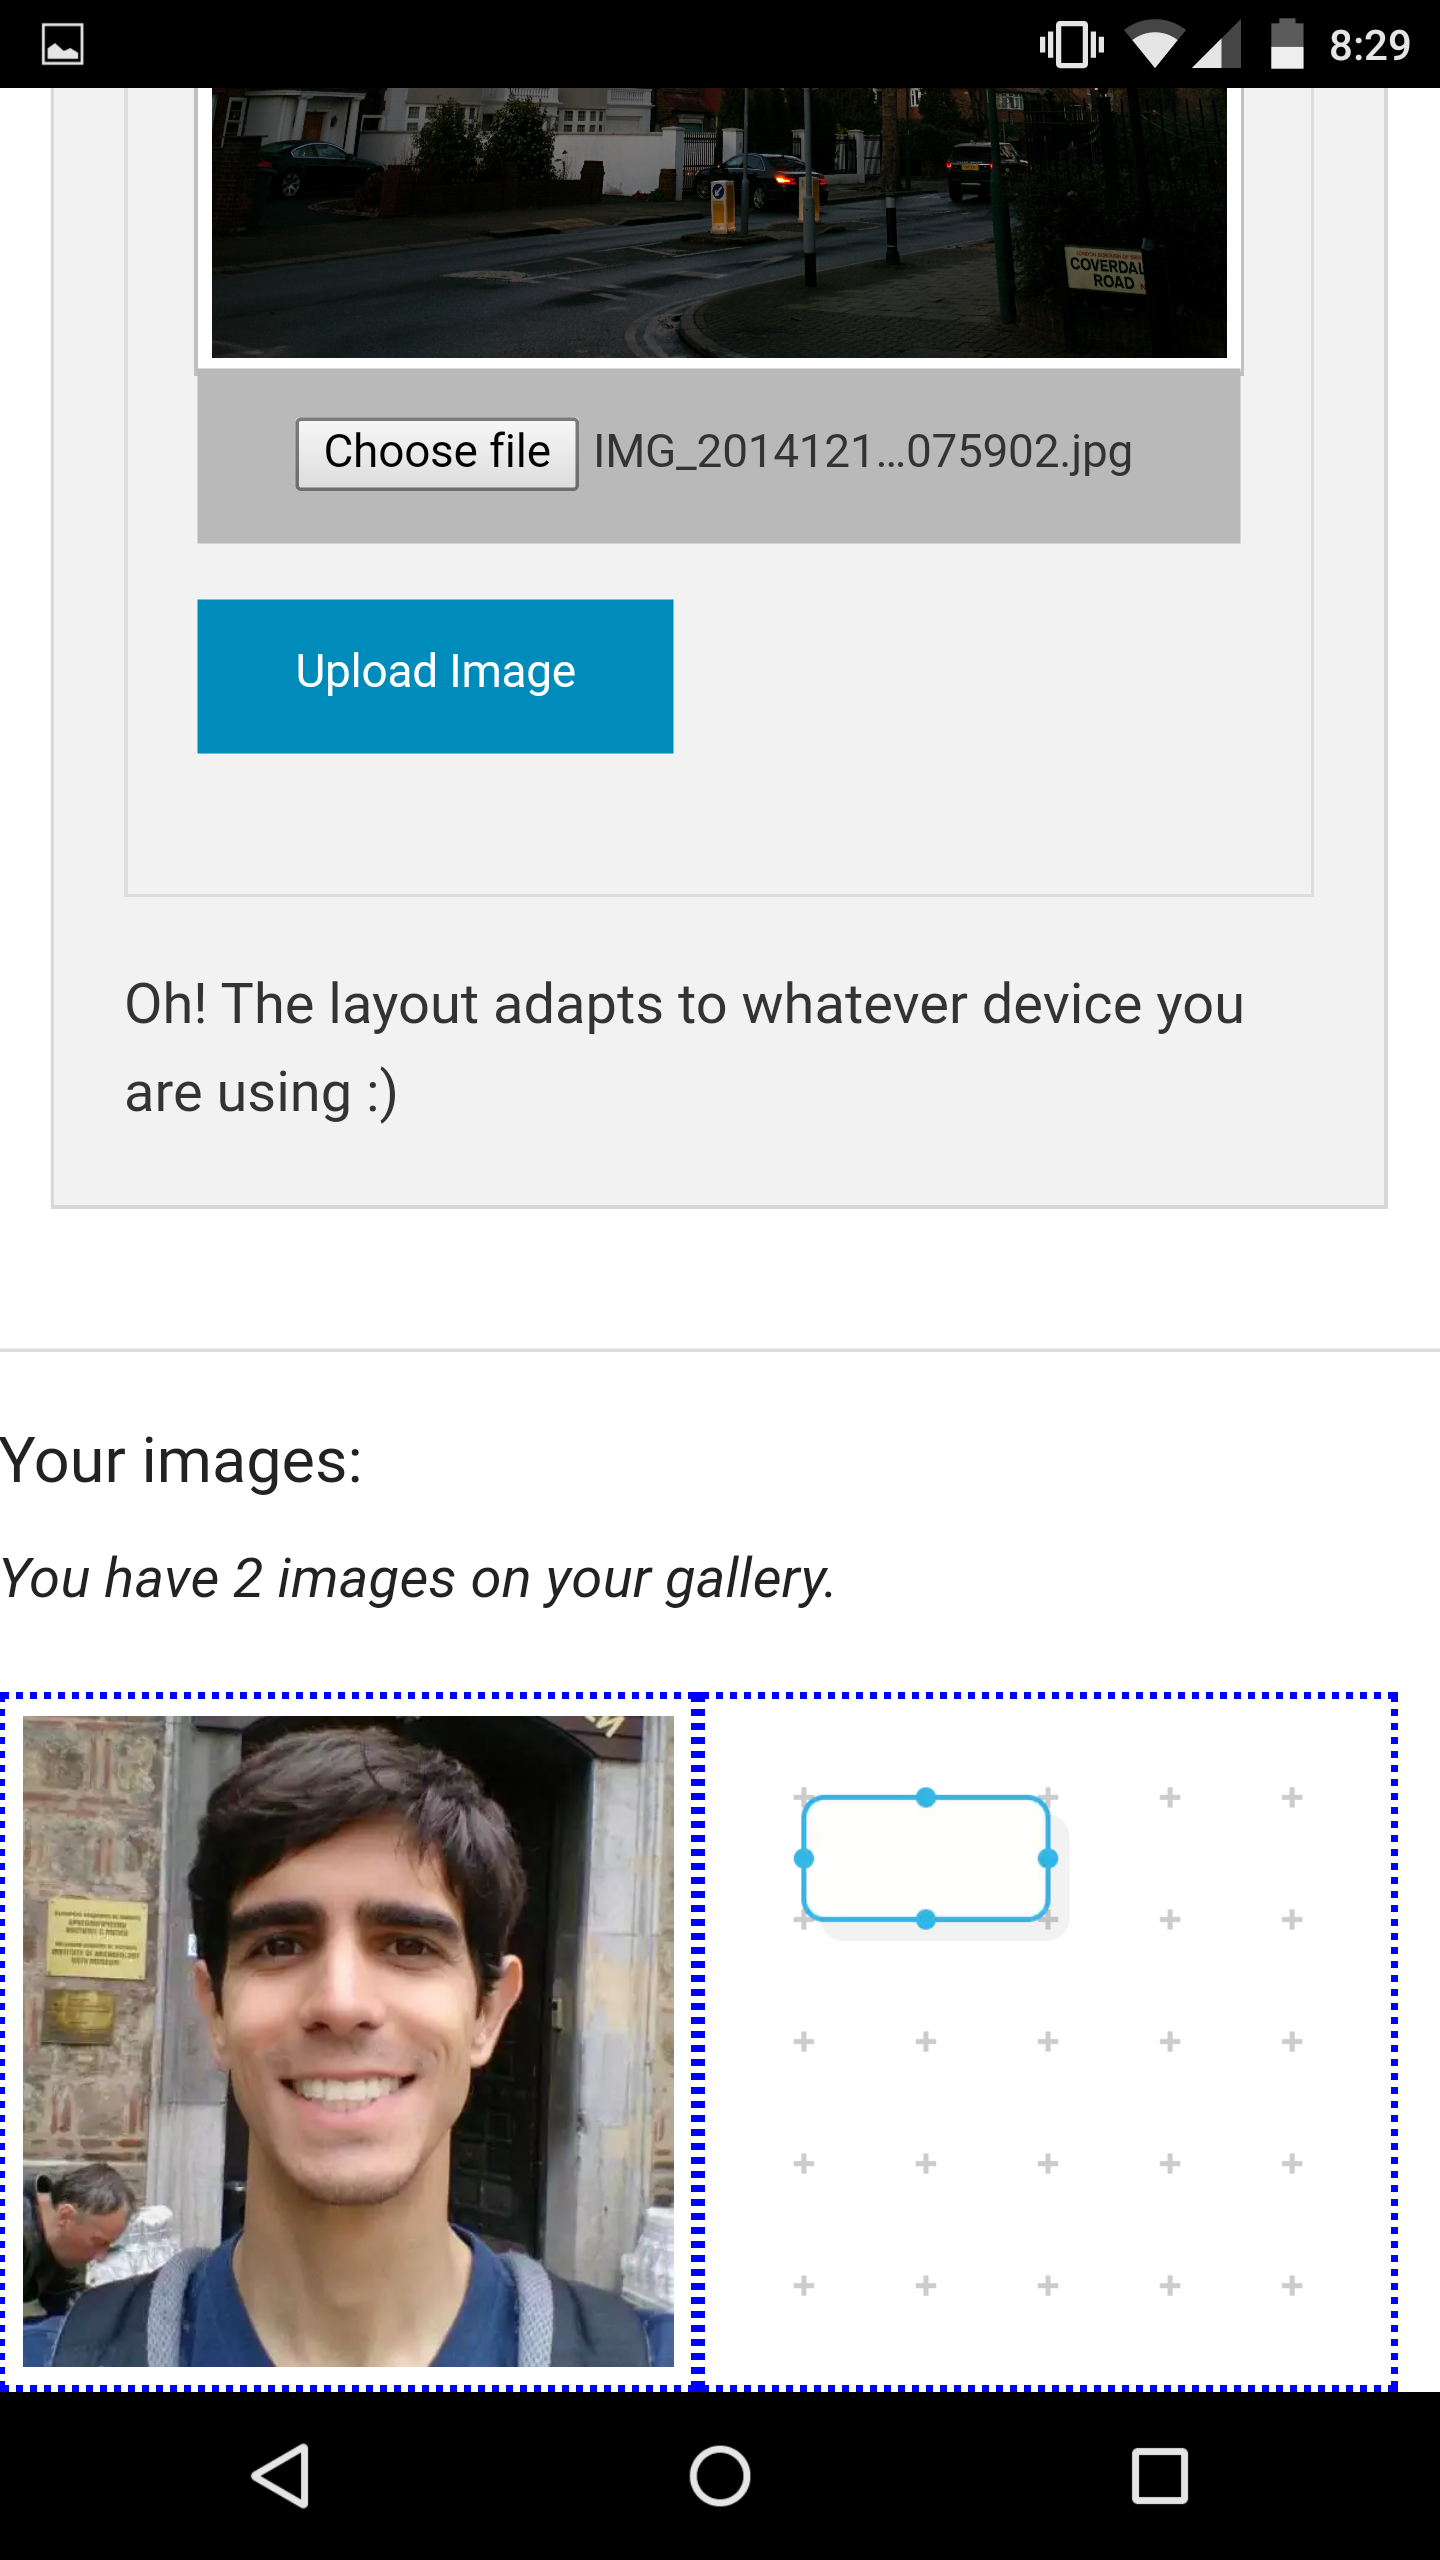 8:29
COVERDAL
ROAD
Choose file IMG_2014121...075902.jpg
Upload Image
Oh! The layout adapts to whatever device you
are using :)
Your images:
You have 2 images on your gallery.